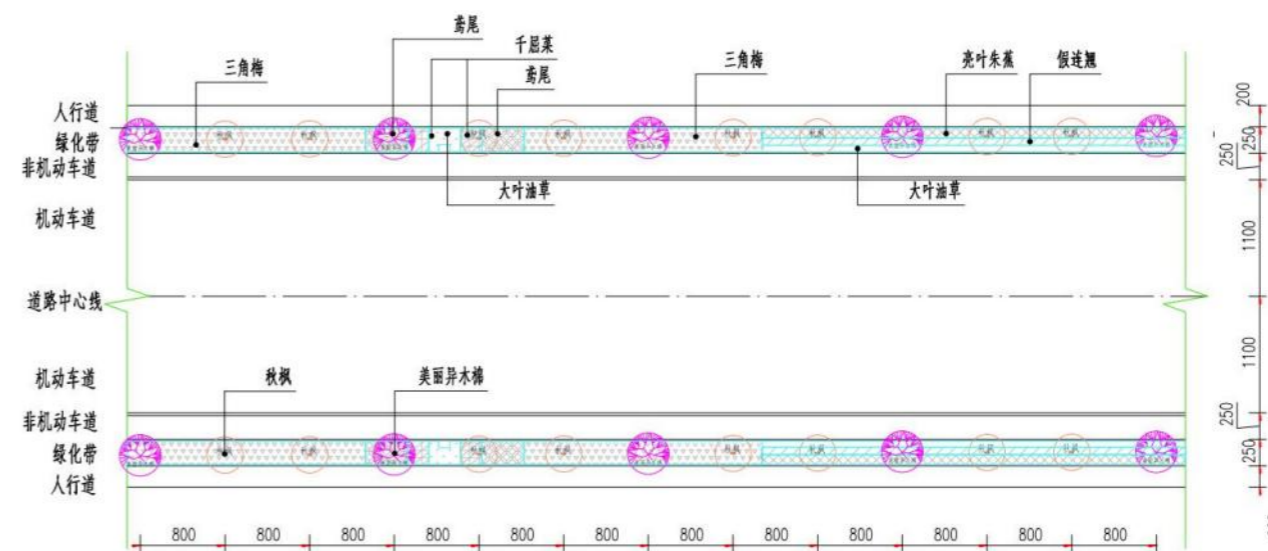 鸢尾
千屈菜
三角梅
鸢尾
三角梅
亮叶朱蕉
假连翘
人行道
绿化带
非机动车道
机动车道
大叶油草
大叶油草
200
250
250
1100
道路中心线
1100
机动车道
秋枫
美丽异木棉
非机动车道
250
绿化带
250
人行道
800 800 800 800 800 800 800 800 800 800 800 800